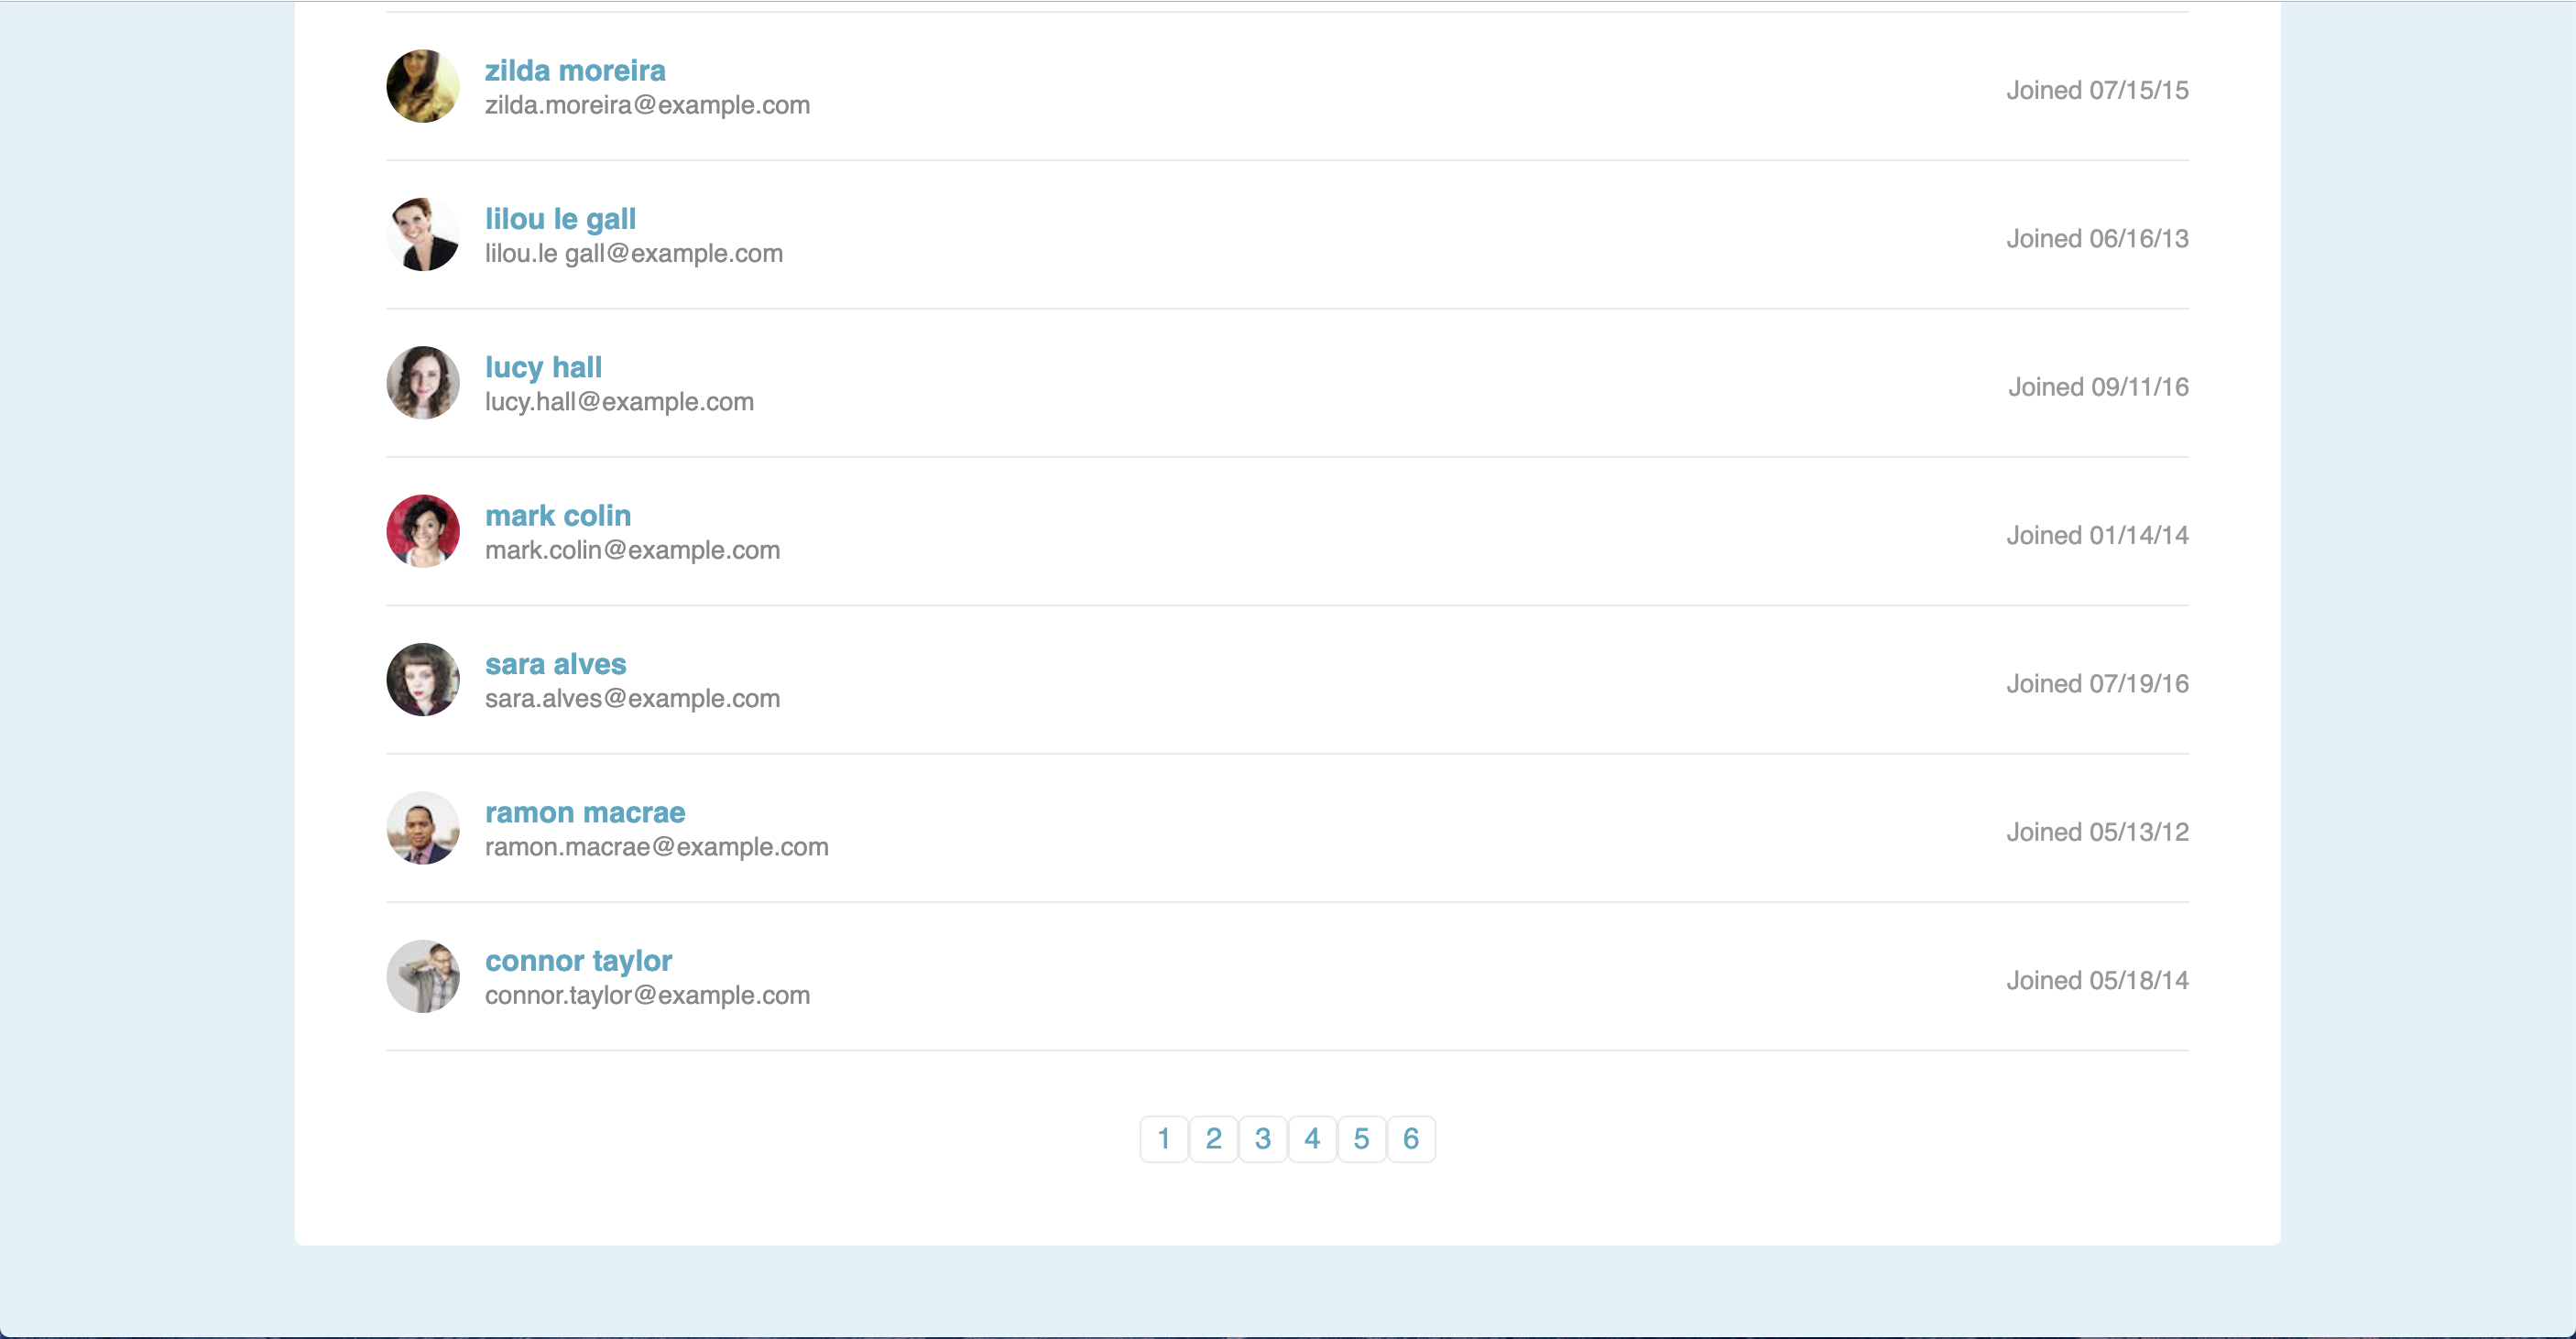 zilda moreira
zilda.moreira@example.com
Joined 07/15/15
lilou le gall
lilou.le gall@example.com
Joined 06/16/13
lucy hall
lucy.hall@example.com
Joined 09/11/16
mark colin
mark.colin@example.com
Joined 01/14/14
sara alves
sara.alves@example.com
Joined 07/19/16
ramon macrae
ramon.macrae@example.com
Joined 05/13/12
connor taylor
connor.taylor@example.com
Joined 05/18/14
1 2 3 4 5 6